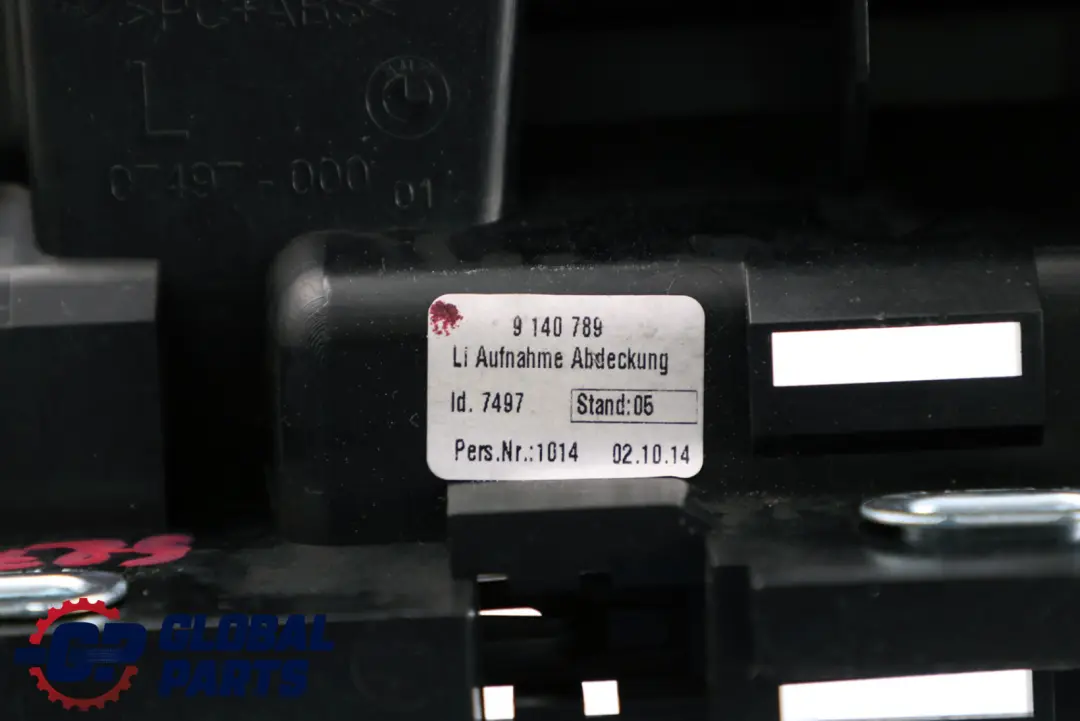 >PC+ABS<
L
07497-000 01
9 140 789
Li Aufnahme Abdeckung
Id. 7497 Stand:05
Pers.Nr.:1014 02.10.14
GP GLOBAL
PARTS